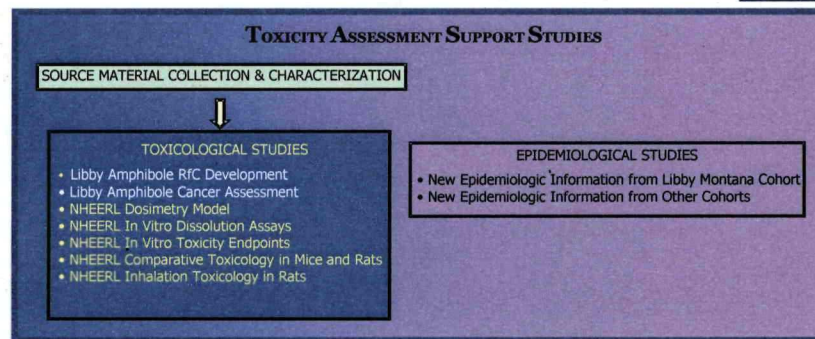 TOXICITY ASSESSMENT SUPPORT STUDIES
SOURCE MATERIAL COLLECTION & CHARACTERIZATION
TOXICOLOGICAL STUDIES
• Libby Amphibole RfC Development
• Libby Amphibole Cancer Assessment
• NHEERL Dosimetry Model
• NHEERL In Vitro Dissolution Assays
• NHEERL In Vitro Toxicity Endpoints
• NHEERL Comparative Toxicology in Mice and Rats
• NHEERL Inhalation Toxicology in Rats
EPIDEMIOLOGICAL STUDIES
• New Epidemiologic Information from Libby Montana Cohort
• New Epidemiologic Information from Other Cohorts